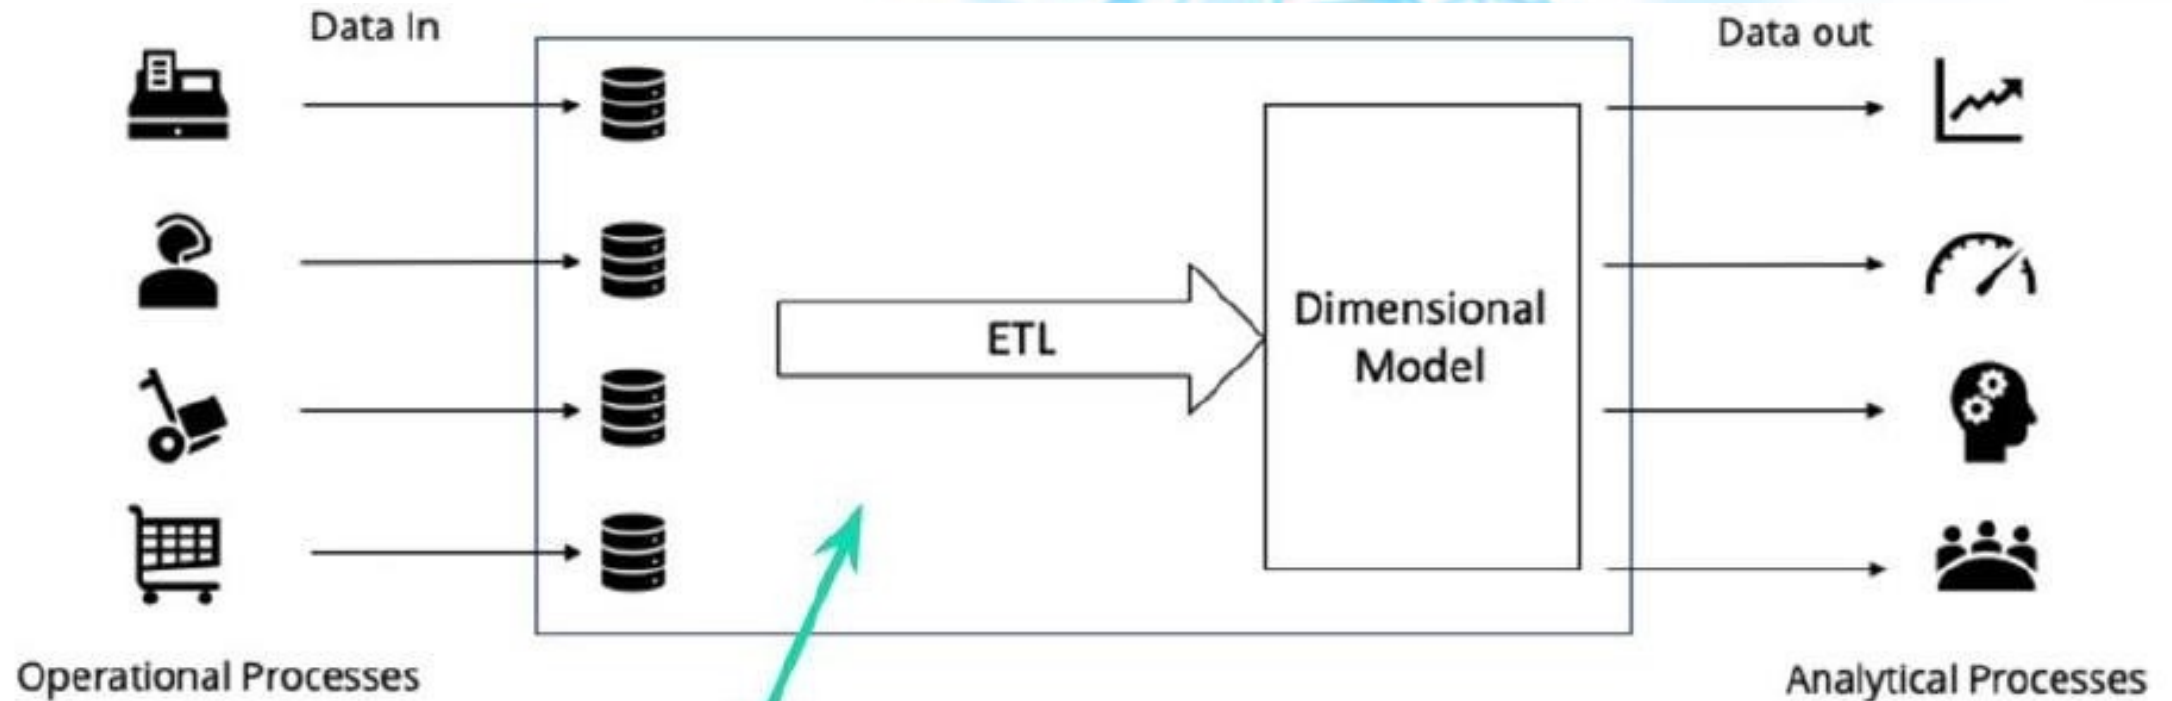 Data In
Data out
ETL
Dimensional
Model
Operational Processes
Analytical Processes